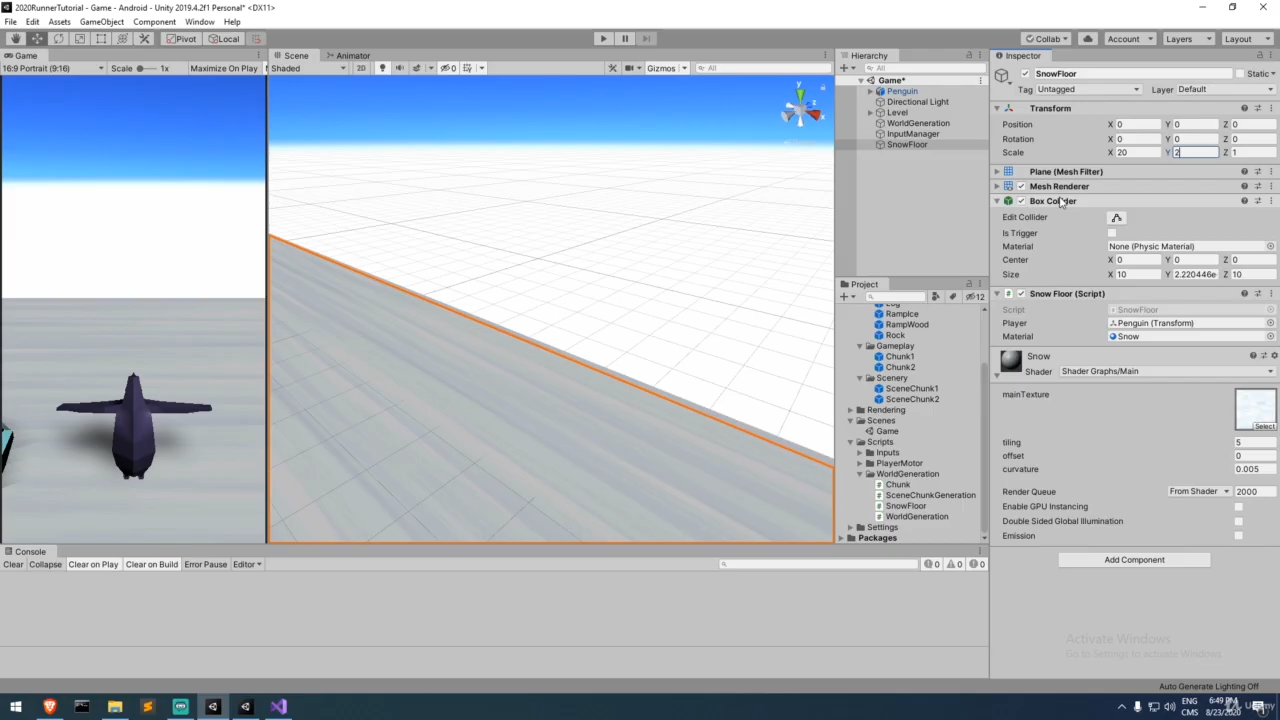 2020RunnerTutorial - Game - Android - Unity 2019.4.2f1 Personal* <DX11>
File Edit Assets GameObject Component Window Help
Pivot Local Collab Account Layers Layout
Game Scene Animator Hierarchy Inspector
16:9 Portrait (9:16) Scale 1x Maximize On Play Shaded 2D 0 Gizmos All All
SnowFloor Static
Tag Untagged Layer Default
Game*
Penguin
Directional Light
Level
WorldGeneration
InputManager
SnowFloor
Transform
Position X 0 Y 0 Z 0
Rotation X 0 Y 0 Z 0
Scale X 20 Y 2 Z 1
Plane (Mesh Filter)
Mesh Renderer
Box Collider
Edit Collider
Is Trigger
Material None (Physic Material)
Center X 0 Y 0 Z 0
Size X 10 Y 2.220446e Z 10
Snow Floor (Script)
Script SnowFloor
Player Penguin (Transform)
Material Snow
Snow
Shader Shader Graphs/Main
mainTexture
Select
tiling 5
offset 0
curvature 0.005
Render Queue From Shader 2000
Enable GPU Instancing
Double Sided Global Illumination
Emission
Add Component
Project
12
RampIce
RampWood
Rock
Gameplay
Chunk1
Chunk2
Scenery
SceneChunk1
SceneChunk2
Rendering
Scenes
Game
Scripts
Inputs
PlayerMotor
WorldGeneration
Chunk
SceneChunkGeneration
SnowFloor
WorldGeneration
Settings
Packages
Console
Clear Collapse Clear on Play Clear on Build Error Pause Editor 0 0 0
Activate Windows
Go to Settings to activate Windows.
Auto Generate Lighting Off
ENG 6:49 PM
CMS 8/23/2020
Udemy